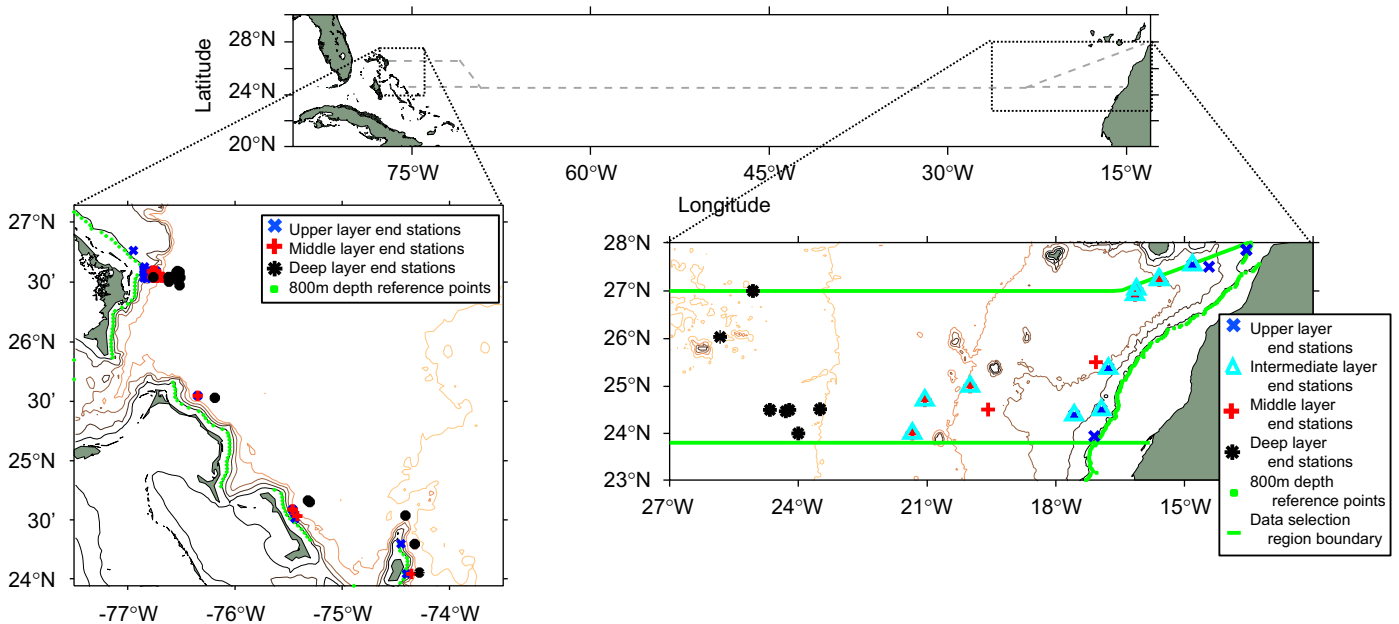 Latitude
28°N
24°N
20°N
75°W
60°W
45°W
30°W
15°W
Longitude
27°N
30'
26°N
30'
25°N
30'
24°N
-77°W
-76°W
-75°W
-74°W
Upper layer end stations
Middle layer end stations
Deep layer end stations
800m depth reference points
28°N
27°N
26°N
25°N
24°N
23°N
27°W
24°W
21°W
18°W
15°W
Upper layer
end stations
Intermediate layer
end stations
Middle layer
end stations
Deep layer
end stations
800m depth
reference points
Data selection
region boundary